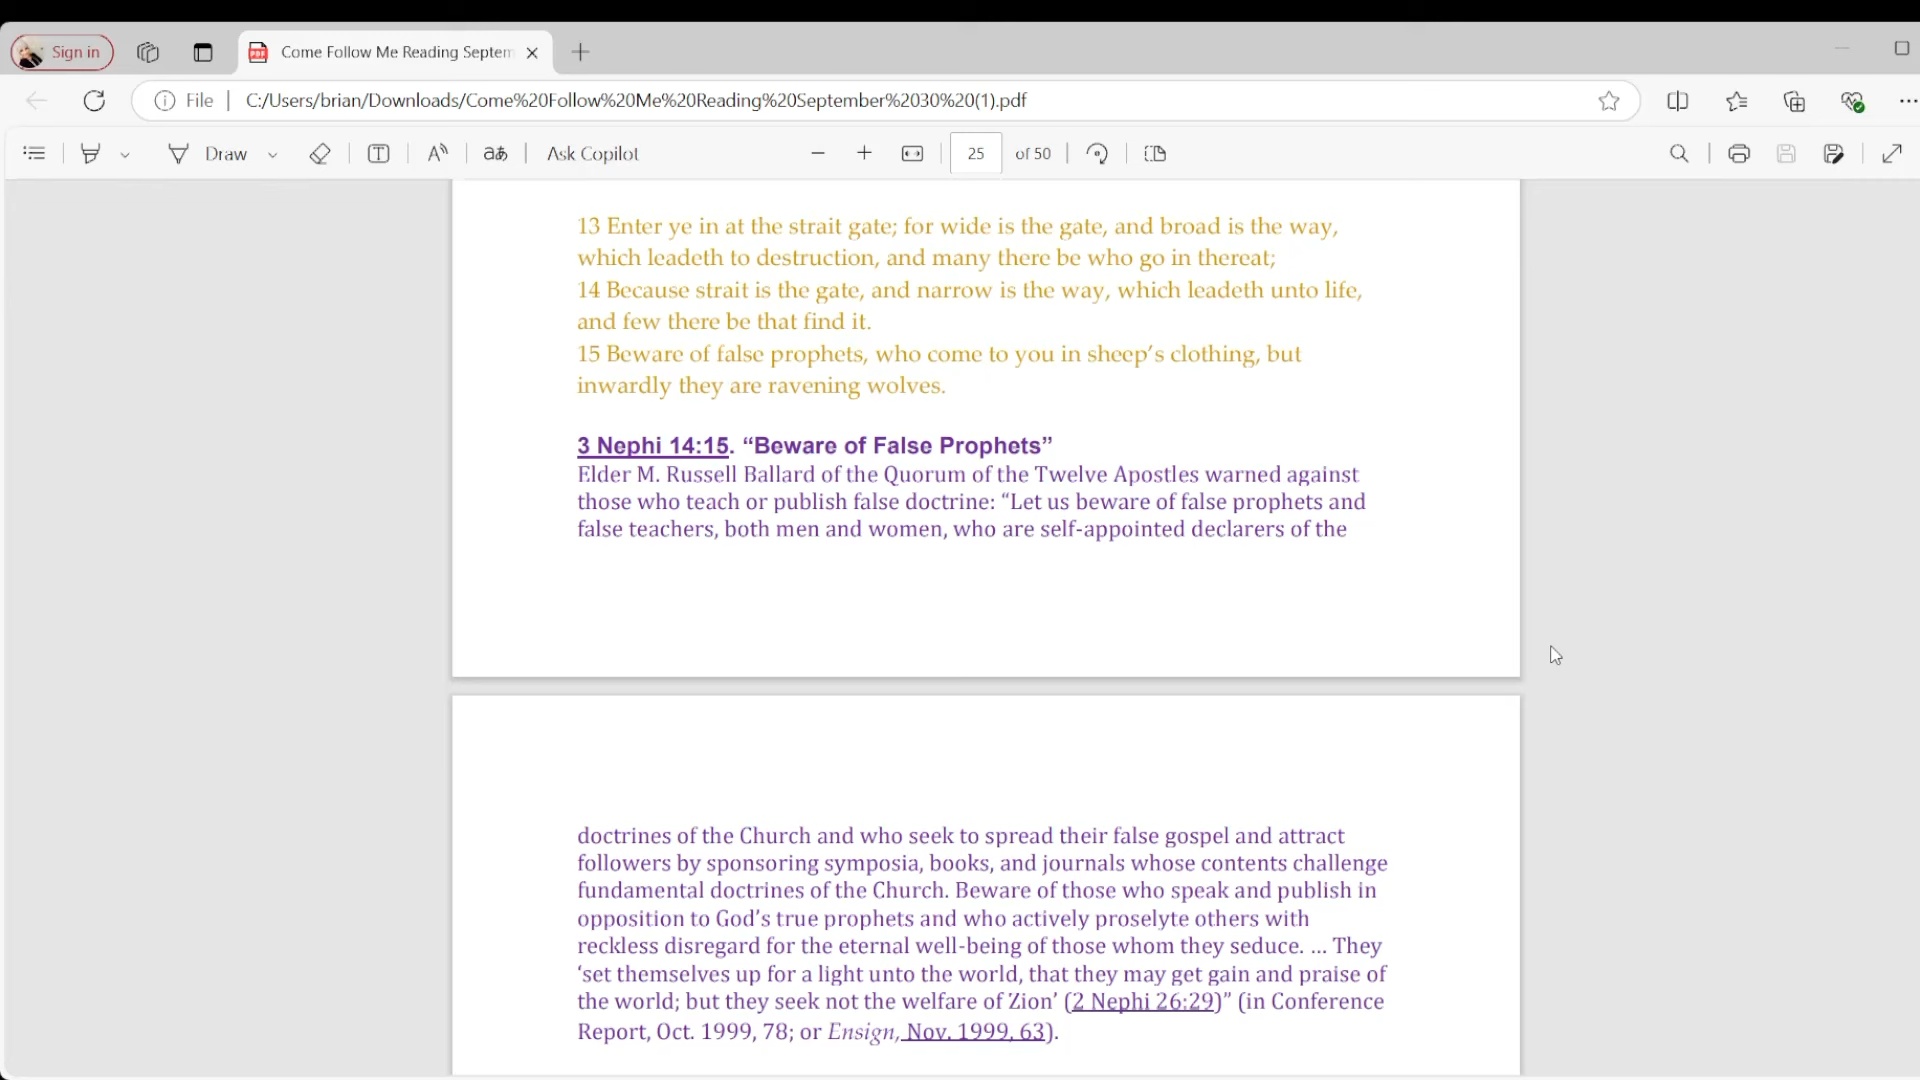 Sign in
Come Follow Me Reading Septem
File
C:/Users/brian/Downloads/Come%20Follow%20Me%20Reading%20September%2030%20(1).pdf
Draw
Ask Copilot
25 of 50
13 Enter ye in at the strait gate; for wide is the gate, and broad is the way,
which leadeth to destruction, and many there be who go in thereat;
14 Because strait is the gate, and narrow is the way, which leadeth unto life,
and few there be that find it.
15 Beware of false prophets, who come to you in sheep’s clothing, but
inwardly they are ravening wolves.
3 Nephi 14:15. “Beware of False Prophets”
Elder M. Russell Ballard of the Quorum of the Twelve Apostles warned against
those who teach or publish false doctrine: “Let us beware of false prophets and
false teachers, both men and women, who are self-appointed declarers of the
doctrines of the Church and who seek to spread their false gospel and attract
followers by sponsoring symposia, books, and journals whose contents challenge
fundamental doctrines of the Church. Beware of those who speak and publish in
opposition to God’s true prophets and who actively proselyte others with
reckless disregard for the eternal well-being of those whom they seduce. … They
‘set themselves up for a light unto the world, that they may get gain and praise of
the world; but they seek not the welfare of Zion’ (2 Nephi 26:29)” (in Conference
Report, Oct. 1999, 78; or Ensign, Nov. 1999, 63).